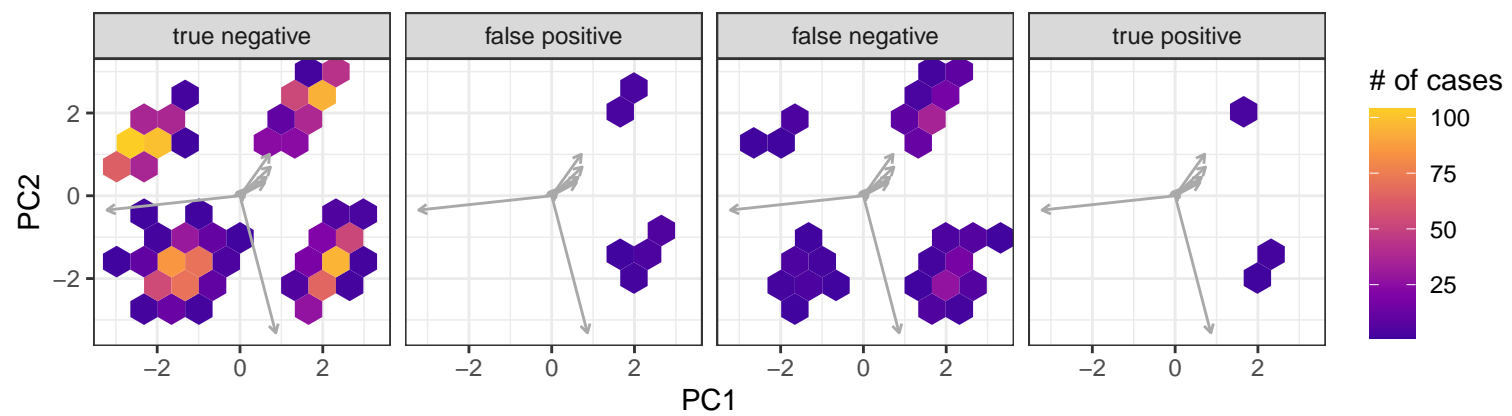 true negative
false positive
false negative
true positive
# of cases
100
75
50
25
PC2
2
0
−2
−2 0 2
−2 0 2
−2 0 2
−2 0 2
PC1